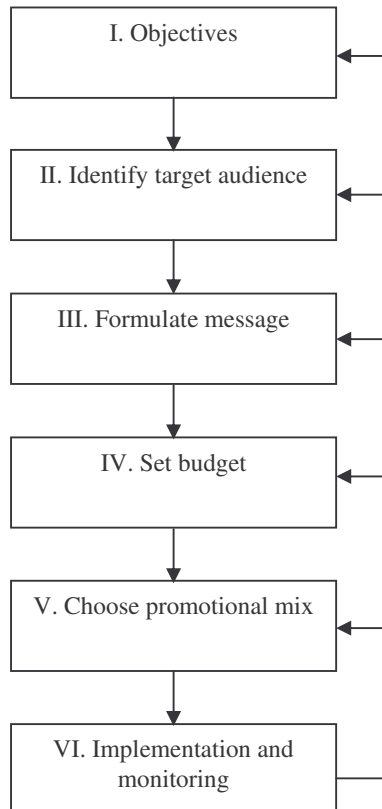 I. Objectives
II. Identify target audience
III. Formulate message
IV. Set budget
V. Choose promotional mix
VI. Implementation and
monitoring